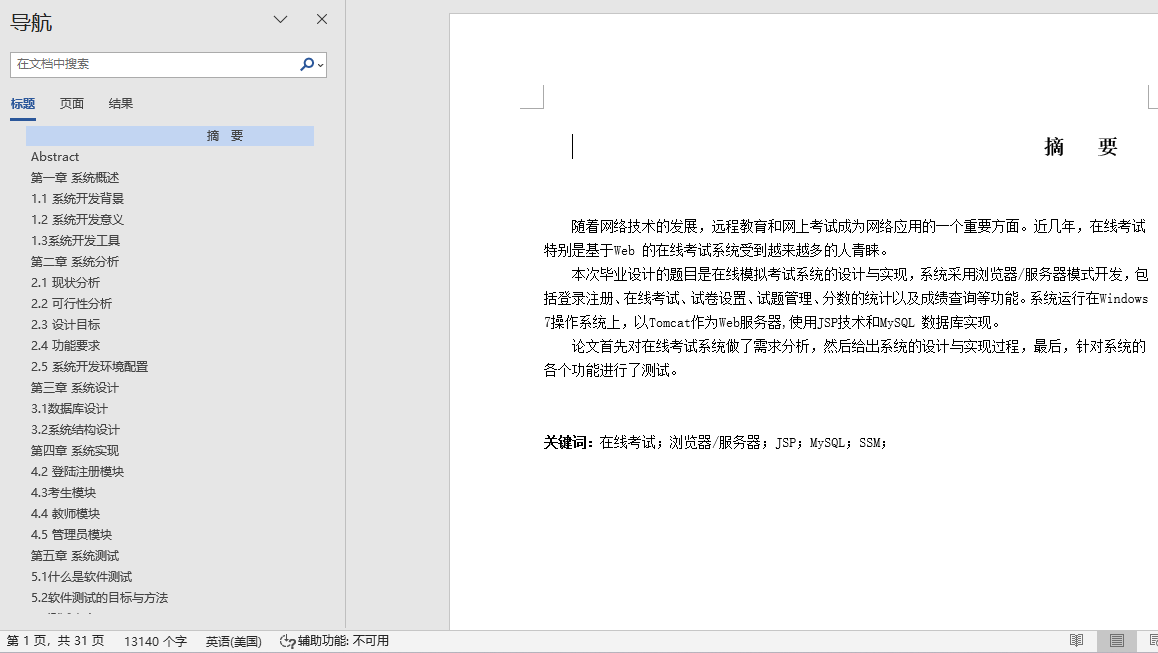 导航
在文档中搜索
标题 页面 结果
摘 要
Abstract
第一章 系统概述
1.1 系统开发背景
1.2 系统开发意义
1.3系统开发工具
第二章 系统分析
2.1 现状分析
2.2 可行性分析
2.3 设计目标
2.4 功能要求
2.5 系统开发环境配置
第三章 系统设计
3.1数据库设计
3.2系统结构设计
第四章 系统实现
4.2 登陆注册模块
4.3考生模块
4.4 教师模块
4.5 管理员模块
第五章 系统测试
5.1什么是软件测试
5.2软件测试的目标与方法
摘 要
随着网络技术的发展，远程教育和网上考试成为网络应用的一个重要方面。近几年，在线考试
特别是基于Web 的在线考试系统受到越来越多的人青睐。
本次毕业设计的题目是在线模拟考试系统的设计与实现，系统采用浏览器/服务器模式开发，包
括登录注册、在线考试、试卷设置、试题管理、分数的统计以及成绩查询等功能。系统运行在Windows
7操作系统上，以Tomcat作为Web服务器,使用JSP技术和MySQL 数据库实现。
论文首先对在线考试系统做了需求分析，然后给出系统的设计与实现过程，最后，针对系统的
各个功能进行了测试。
关键词：在线考试；浏览器/服务器；JSP；MySQL；SSM；
第 1 页，共 31 页 13140 个字 英语(美国) 辅助功能: 不可用